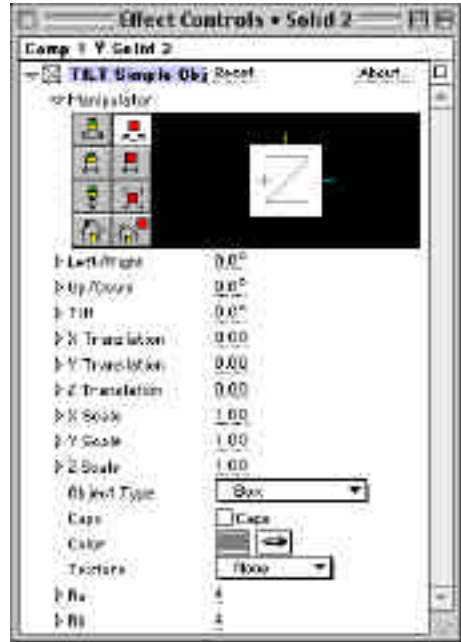 Effect Controls • Solid 2
Comp 1 Y Solid 2
TILT Simple Obj Reset About...
Manipulator
Z
Left/Right 0.0°
Up/Down 0.0°
Tilt 0.0°
X Translation 0.00
Y Translation 0.00
Z Translation 0.00
X Scale 1.00
Y Scale 1.00
Z Scale 1.00
Object Type Box
Caps Caps
Color
Texture None
4
4